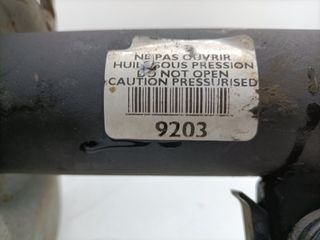 NE PAS OUVRIR
HUILE SOUS PRESSION
DO NOT OPEN
CAUTION PRESSURISED
9203